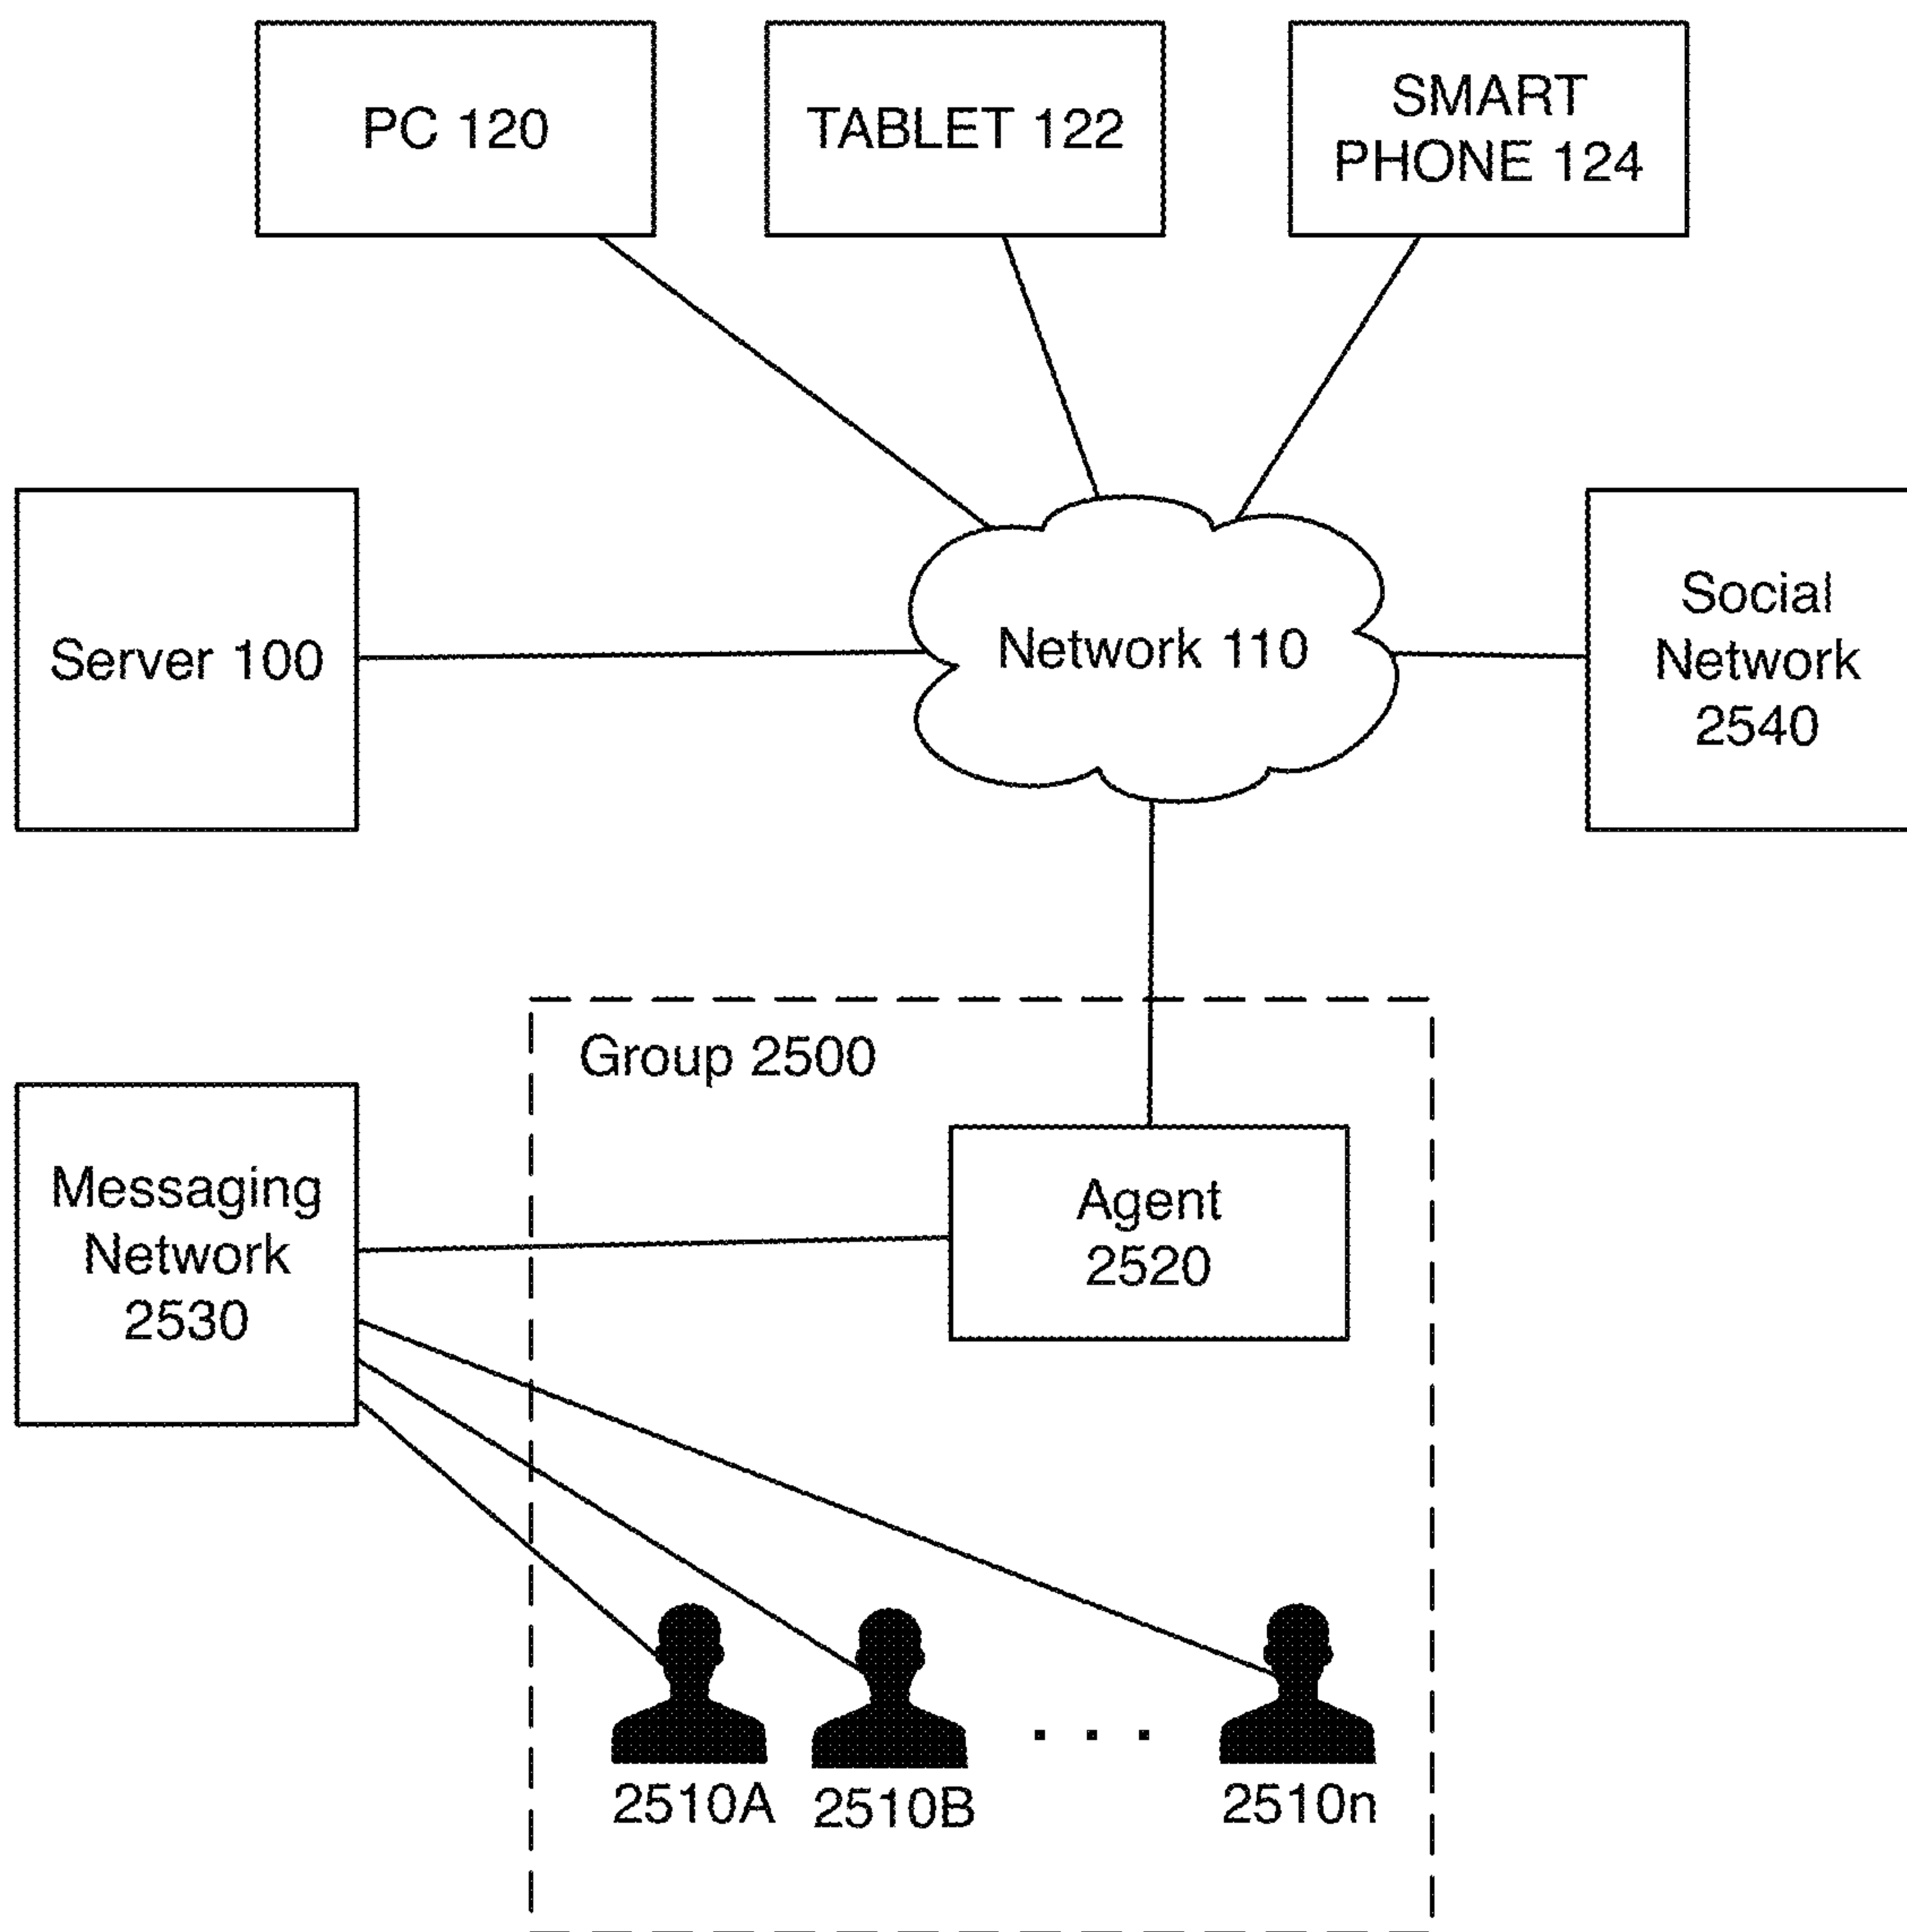 PC 120
TABLET 122
SMART
PHONE 124
Server 100
Network 110
Social
Network
2540
Group 2500
Messaging
Network
2530
Agent
2520
2510A
2510B
. . .
2510n